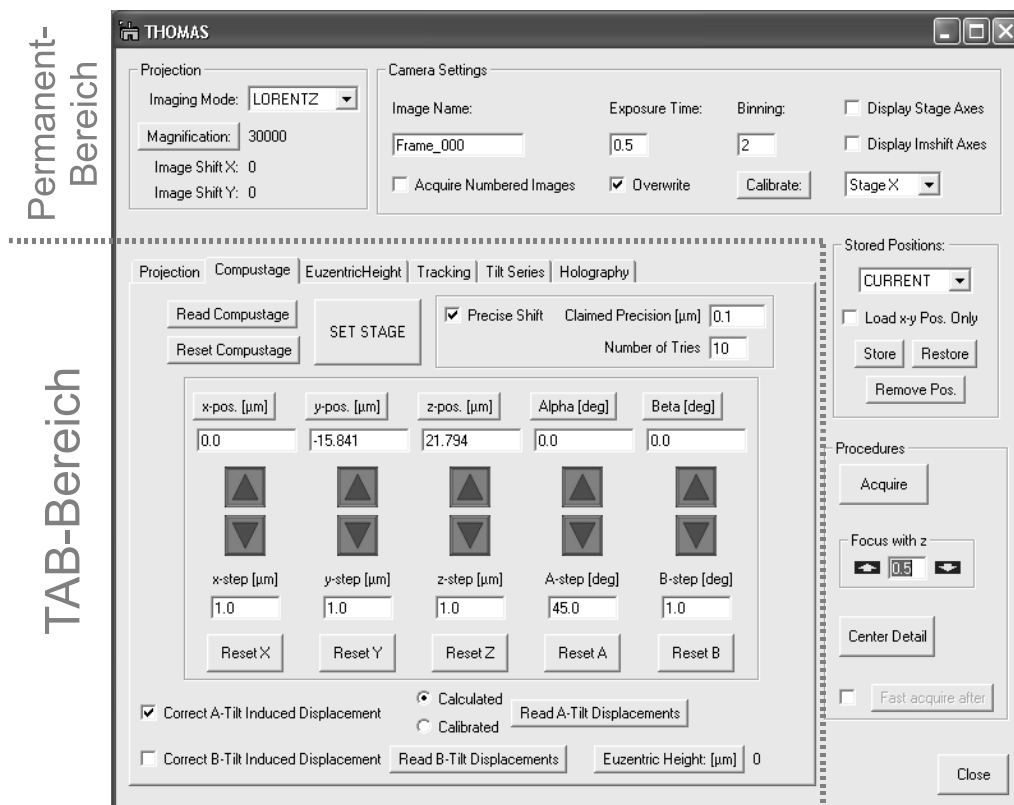 Permanent-
Bereich
TAB-Bereich
THOMAS
Projection
Imaging Mode: LORENTZ
Magnification: 30000
Image Shift X: 0
Image Shift Y: 0
Camera Settings
Image Name: Exposure Time: Binning: Display Stage Axes
Frame_000 0.5 2 Display Imshift Axes
Acquire Numbered Images Overwrite Calibrate: Stage X
Projection Compustage EuzentricHeight Tracking Tilt Series Holography
Read Compustage
Reset Compustage
SET STAGE
Precise Shift Claimed Precision [µm] 0.1
Number of Tries 10
x-pos. [µm] y-pos. [µm] z-pos. [µm] Alpha [deg] Beta [deg]
0.0 -15.841 21.794 0.0 0.0
x-step [µm] y-step [µm] z-step [µm] A-step [deg] B-step [deg]
1.0 1.0 1.0 45.0 1.0
Reset X Reset Y Reset Z Reset A Reset B
Correct A-Tilt Induced Displacement
Calculated
Calibrated
Read A-Tilt Displacements
Correct B-Tilt Induced Displacement Read B-Tilt Displacements Euzentric Height: [µm] 0
Stored Positions:
CURRENT
Load x-y Pos. Only
Store Restore
Remove Pos.
Procedures
Acquire
Focus with z
0.5
Center Detail
Fast acquire after
Close